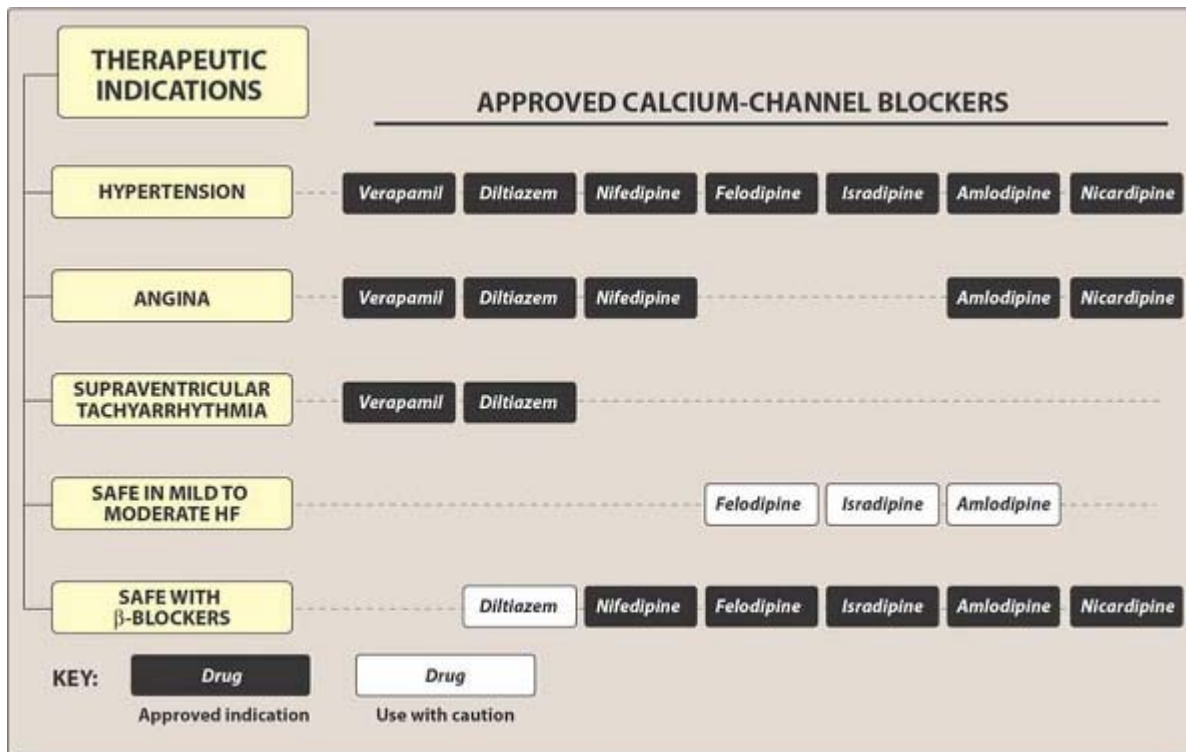 THERAPEUTIC
INDICATIONS
APPROVED CALCIUM-CHANNEL BLOCKERS
HYPERTENSION
Verapamil Diltiazem Nifedipine Felodipine Isradipine Amlodipine Nicardipine
ANGINA
Verapamil Diltiazem Nifedipine Amlodipine Nicardipine
SUPRAVENTRICULAR
TACHYARRHYTHMIA
Verapamil Diltiazem
SAFE IN MILD TO
MODERATE HF
Felodipine Isradipine Amlodipine
SAFE WITH
β-BLOCKERS
Diltiazem Nifedipine Felodipine Isradipine Amlodipine Nicardipine
KEY: Drug Drug
Approved indication Use with caution